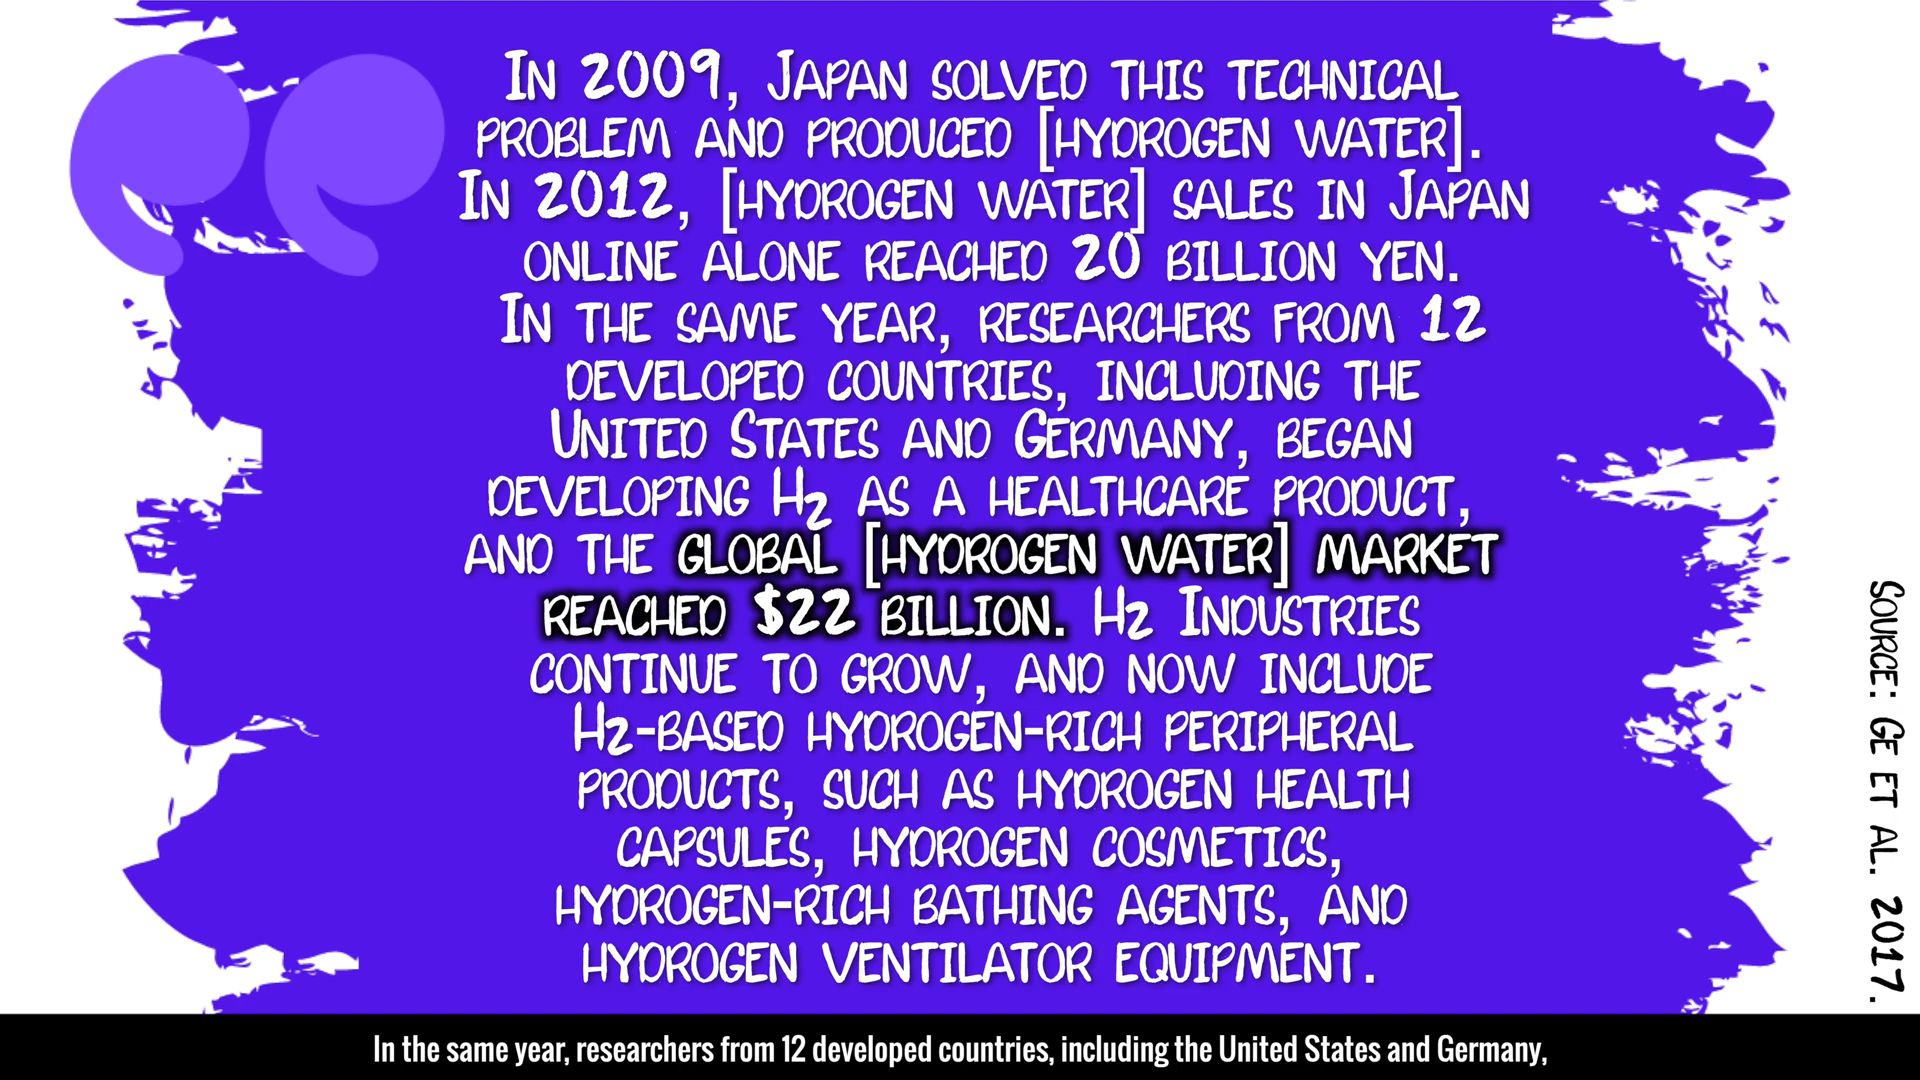 In 2009, Japan solved this technical
problem and produced [hydrogen water].
In 2012, [hydrogen water] sales in Japan
online alone reached 20 billion yen.
In the same year, researchers from 12
developed countries, including the
United States and Germany, began
developing H2 as a healthcare product,
and the global [hydrogen water] market
reached $22 billion. H2 Industries
continue to grow, and now include
H2-based hydrogen-rich peripheral
products, such as hydrogen health
capsules, hydrogen cosmetics,
hydrogen-rich bathing agents, and
hydrogen ventilator equipment.
Source: Ge et al. 2017.
In the same year, researchers from 12 developed countries, including the United States and Germany,